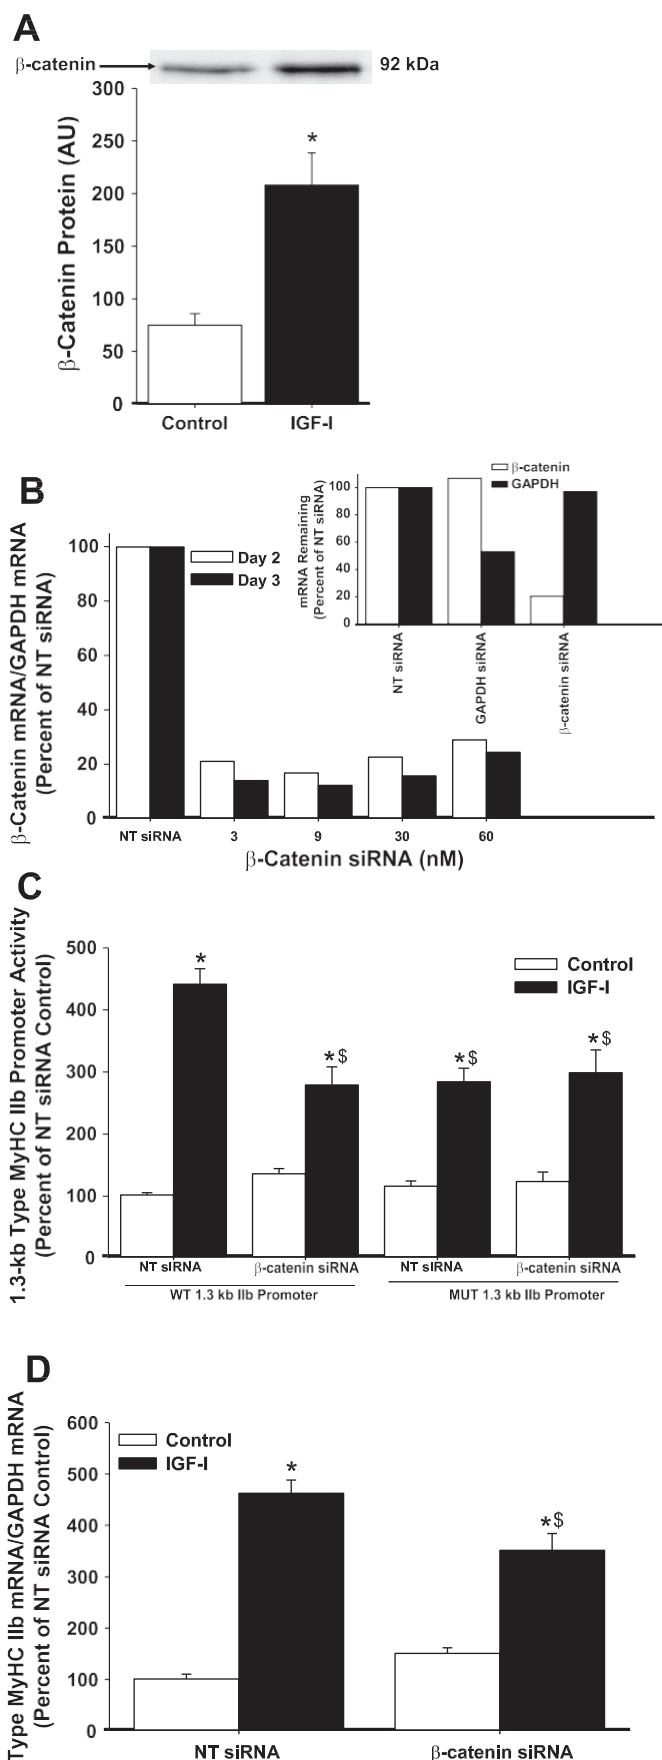 A
β-catenin
92 kDa
β-Catenin Protein (AU)
300
250
200
150
100
50
0
*
Control
IGF-I
B
β-Catenin mRNA/GAPDH mRNA
(Percent of NT siRNA)
100
80
60
40
20
0
Day 2
Day 3
NT siRNA
3
9
30
60
β-Catenin siRNA (nM)
mRNA Remaining
(Percent of NT siRNA)
100
80
60
40
20
0
β-catenin
GAPDH
NT siRNA
GAPDH siRNA
β-catenin siRNA
C
1.3-kb Type MyHC IIb Promoter Activity
(Percent of NT siRNA Control)
500
400
300
200
100
0
Control
IGF-I
*
*$
*$
*$
NT siRNA
β-catenin siRNA
NT siRNA
β-catenin siRNA
WT 1.3 kb IIb Promoter
MUT 1.3 kb IIb Promoter
D
Type MyHC IIb mRNA/GAPDH mRNA
(Percent of NT siRNA Control)
600
500
400
300
200
100
0
Control
IGF-I
*
*$
NT siRNA
β-catenin siRNA